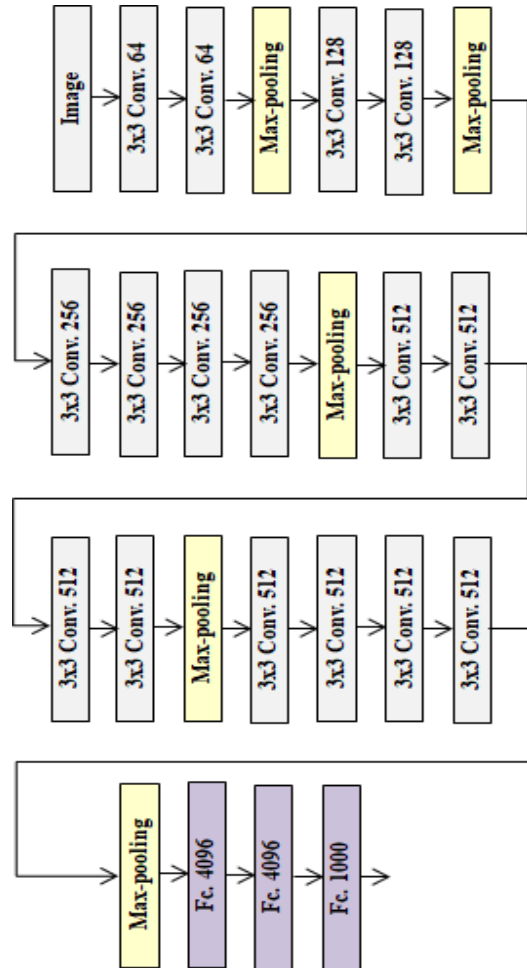 Image
3x3 Conv. 64
3x3 Conv. 64
Max-pooling
3x3 Conv. 128
3x3 Conv. 128
Max-pooling
3x3 Conv. 256
3x3 Conv. 256
3x3 Conv. 256
3x3 Conv. 256
Max-pooling
3x3 Conv. 512
3x3 Conv. 512
3x3 Conv. 512
3x3 Conv. 512
Max-pooling
3x3 Conv. 512
3x3 Conv. 512
3x3 Conv. 512
3x3 Conv. 512
Max-pooling
Fc. 4096
Fc. 4096
Fc. 1000